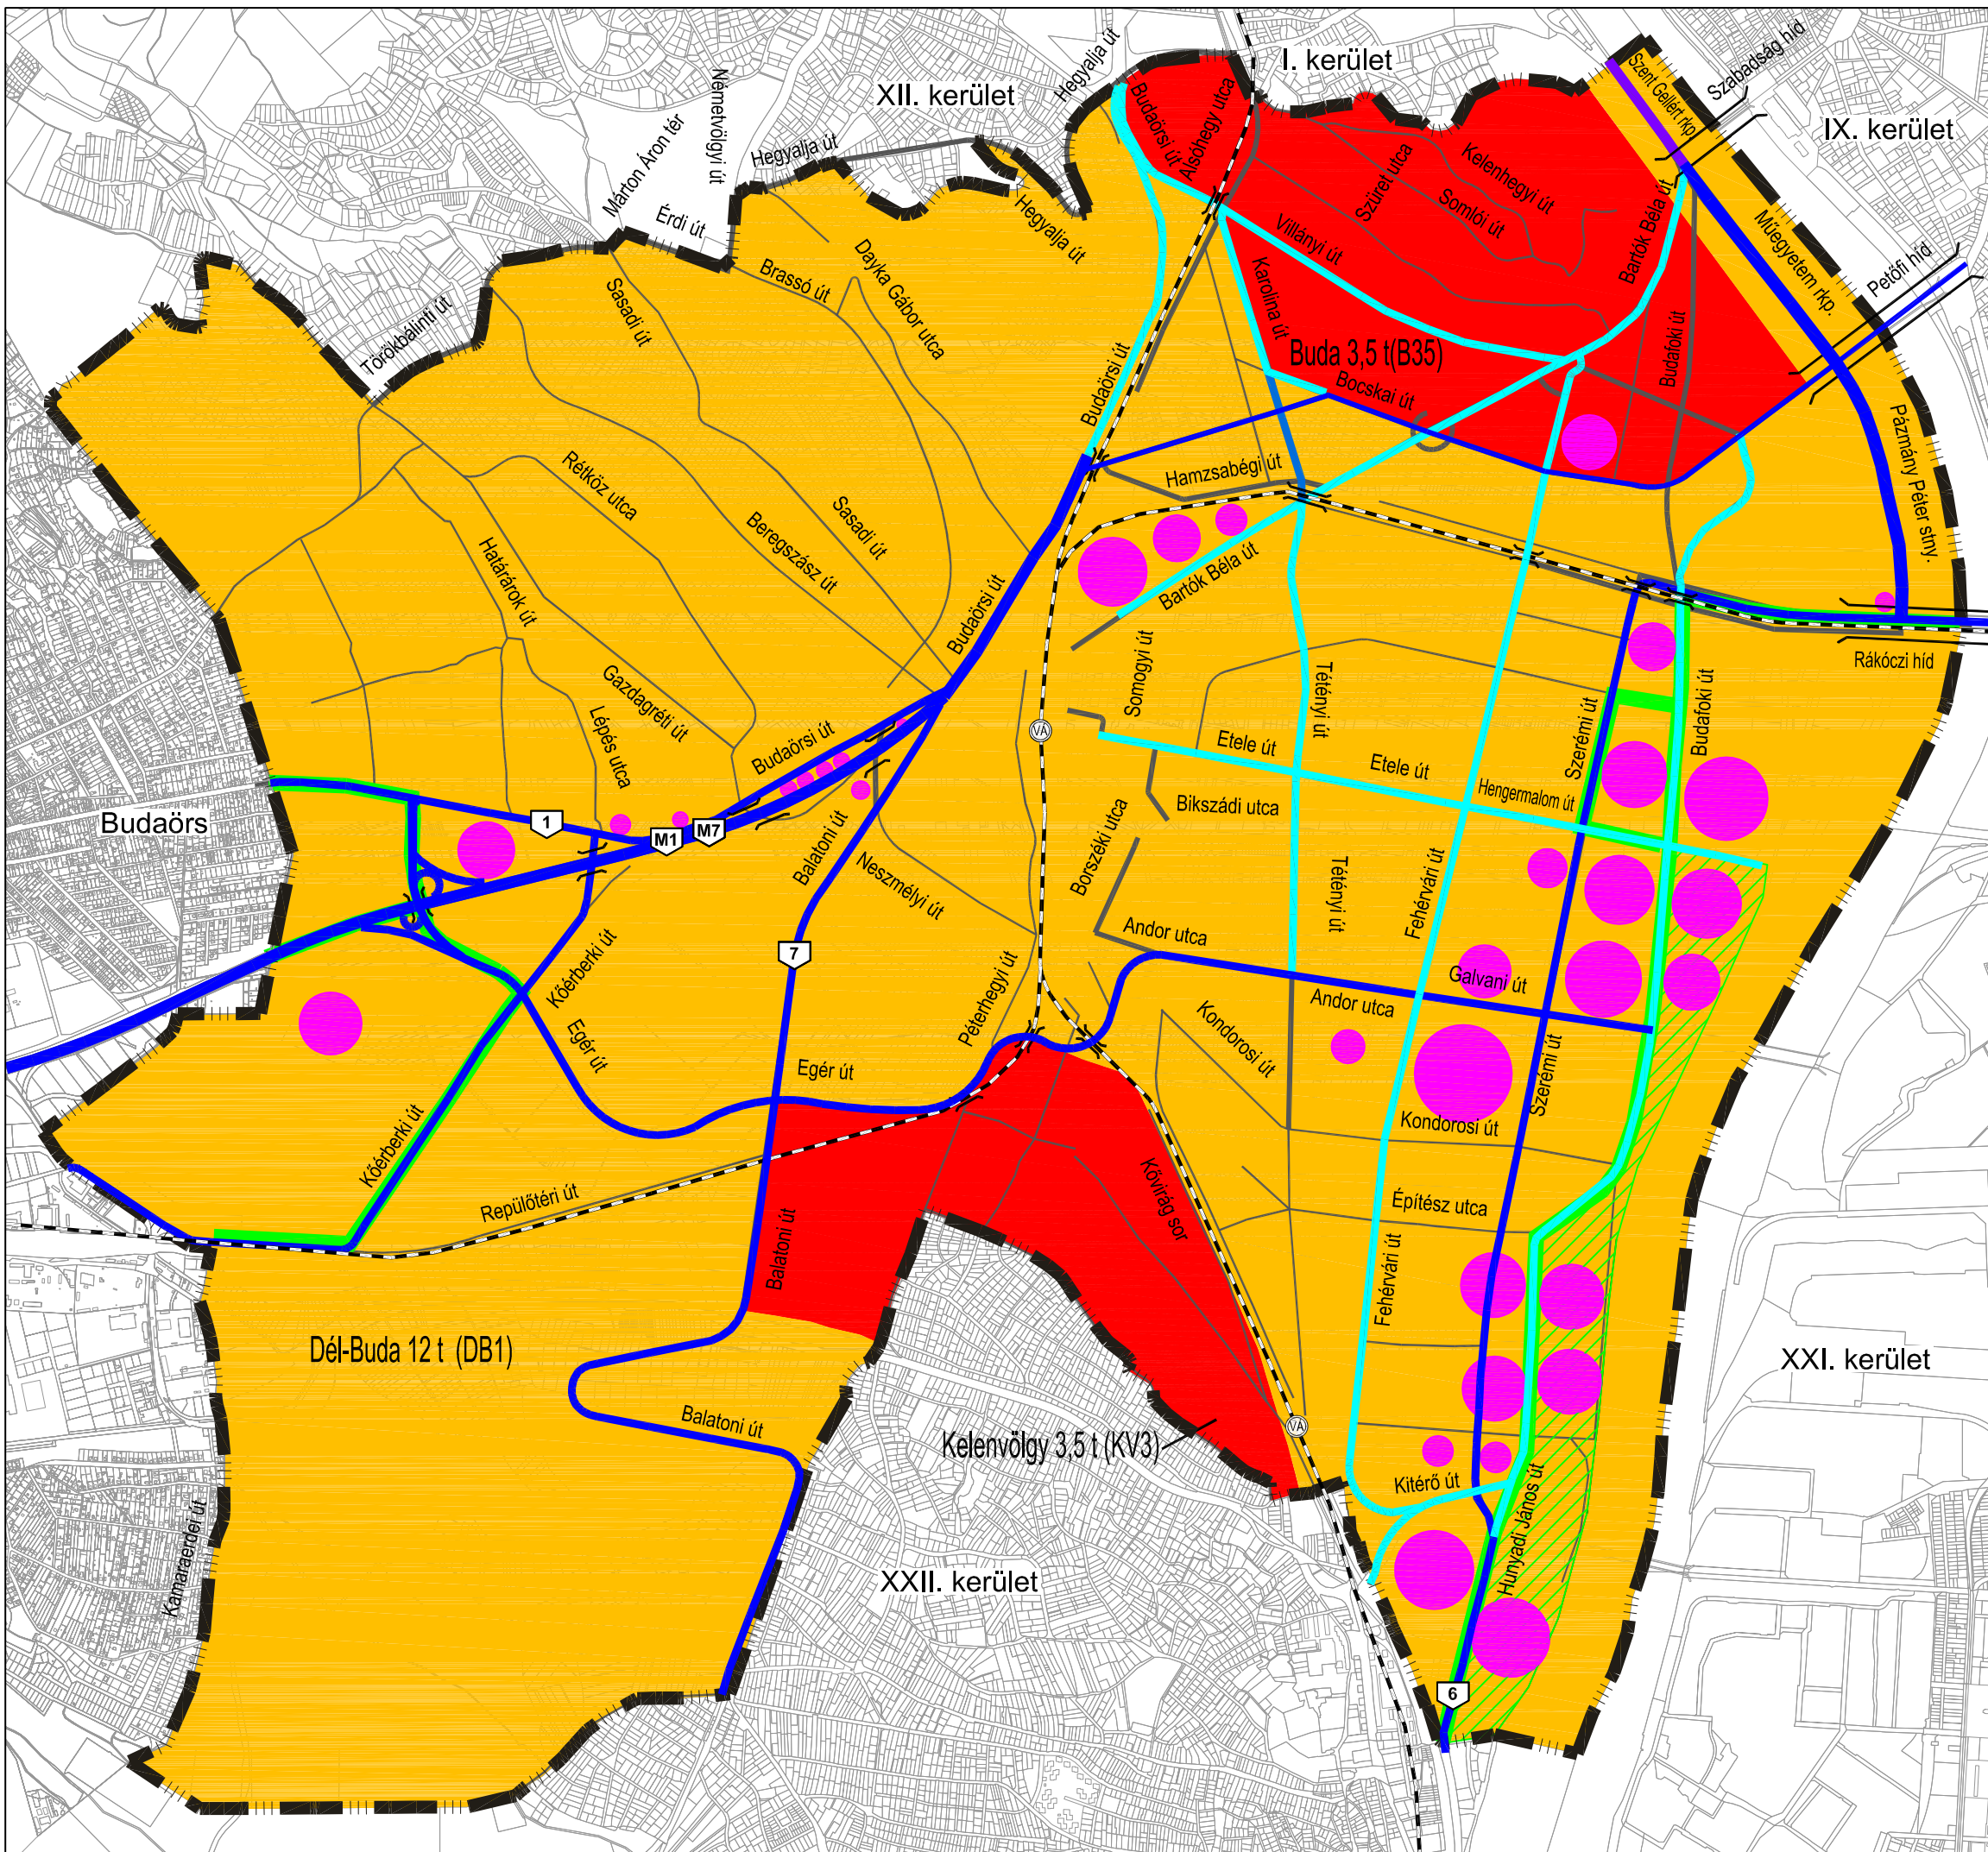 I. kerület
XII. kerület
IX. kerület
Hegyalja út
Németvölgyi út
Márton Áron tér
Hegyalja út
Érdi út
Budaörsi út
Alsóhegy utca
Szent Gellért rkp.
Szabadság híd
Kelenhegyi út
Szüret utca
Somlói út
Bartók Béla út
Műegyetem rkp.
Petőfi híd
Hegyalja út
Dayka Gábor utca
Brassó út
Sasadi út
Törökbálinti út
Villányi út
Karolina út
Budafoki út
Buda 3,5 t(B35)
Bocskai út
Budaörsi út
Pázmány Péter stny.
Hamzsabégi út
Rétköz utca
Beregszász út
Sasadi út
Határárok út
Bartók Béla út
Budaörsi út
Rákóczi híd
Somogyi út
Tétényi út
Szerémi út
Budafoki út
Gazdagréti út
Lépés utca
Budaörsi út
VÁ
Etele út
Etele út
Hengermalom út
Bikszádi utca
Budaörs
1
M1
M7
Balatoni út
Neszmélyi út
Borszéki utca
Tétényi út
Fehérvári út
Andor utca
7
Kőérberki út
Galvani út
Andor utca
Péterhegyi út
Kondorosi út
Egér út
Egér út
Szerémi út
Kondorosi út
Kőérberki út
Repülőtéri út
Kővirág sor
Építész utca
Balatoni út
Fehérvári út
Dél-Buda 12 t (DB1)
XXI. kerület
Balatoni út
Kelenvölgy 3,5 t (KV3)
VÁ
Kitérő út
Hunyadi János út
Kamaraerdei út
XXII. kerület
6